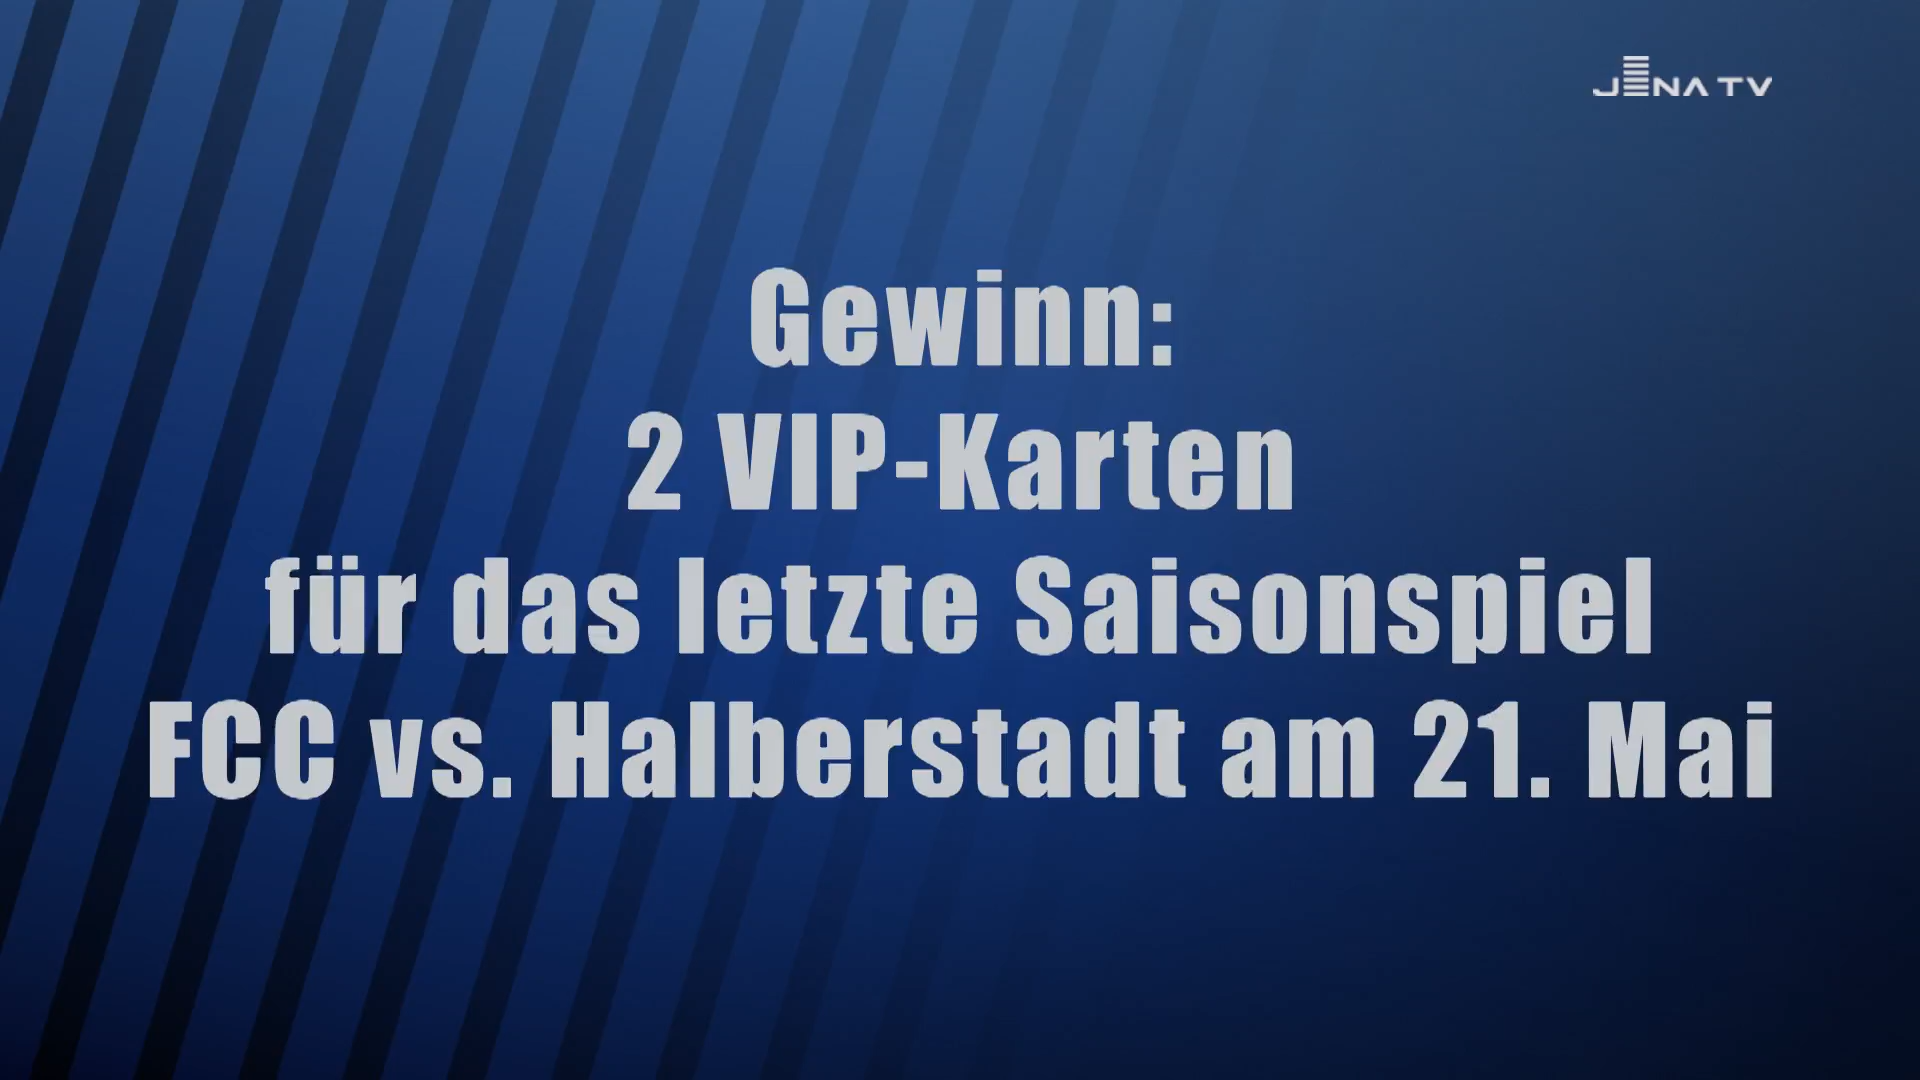 JENA TV
Gewinn:
2 VIP-Karten
für das letzte Saisonspiel
FCC vs. Halberstadt am 21. Mai